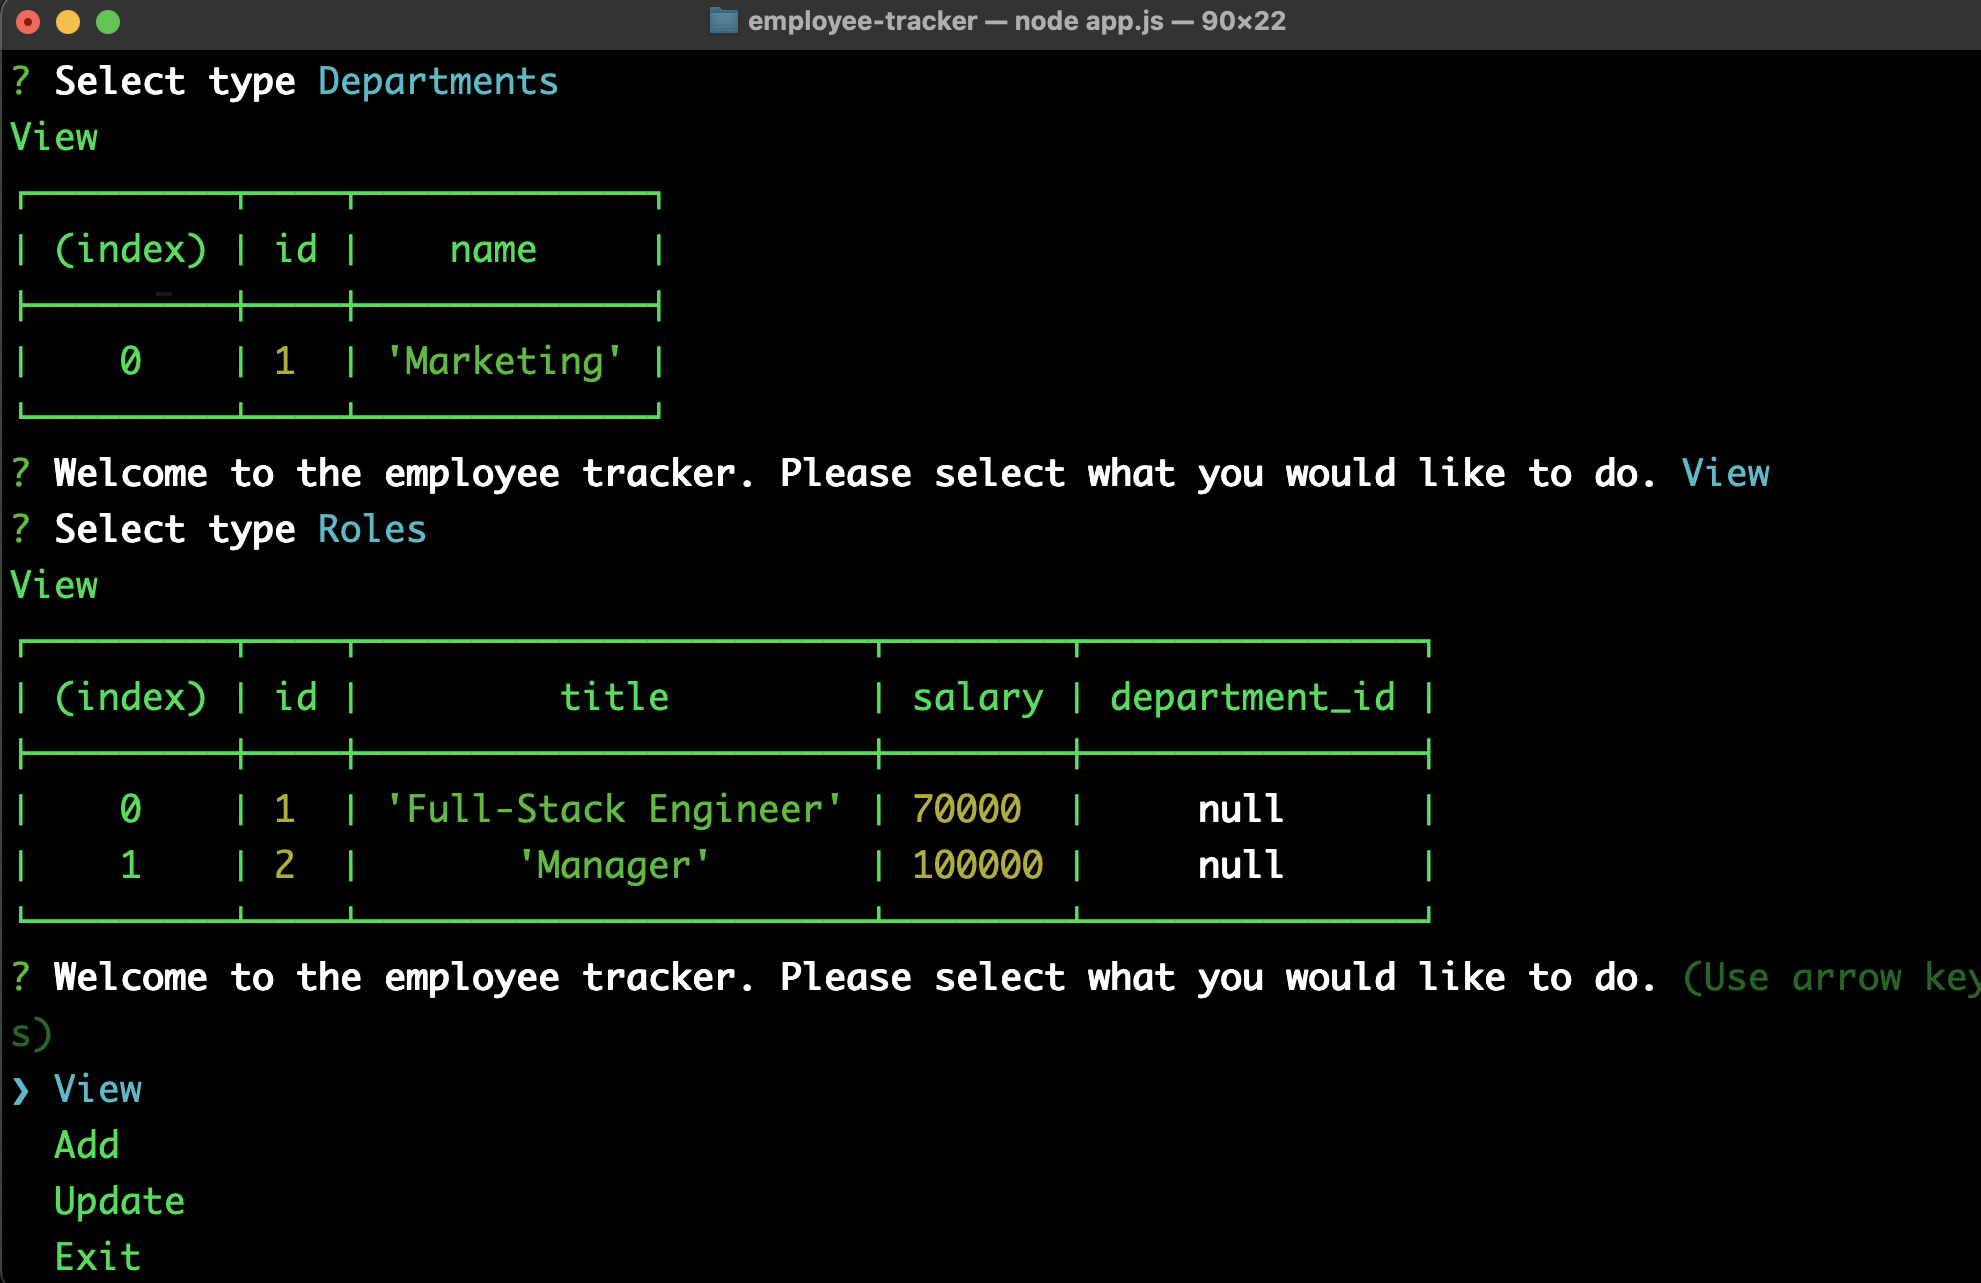 employee-tracker — node app.js — 90×22
? Select type Departments
View
(index) | id | name
0 | 1 | 'Marketing'
? Welcome to the employee tracker. Please select what you would like to do. View
? Select type Roles
View
(index) | id | title | salary | department_id
0 | 1 | 'Full-Stack Engineer' | 70000 | null
1 | 2 | 'Manager' | 100000 | null
? Welcome to the employee tracker. Please select what you would like to do. (Use arrow key
s)
❯ View
Add
Update
Exit